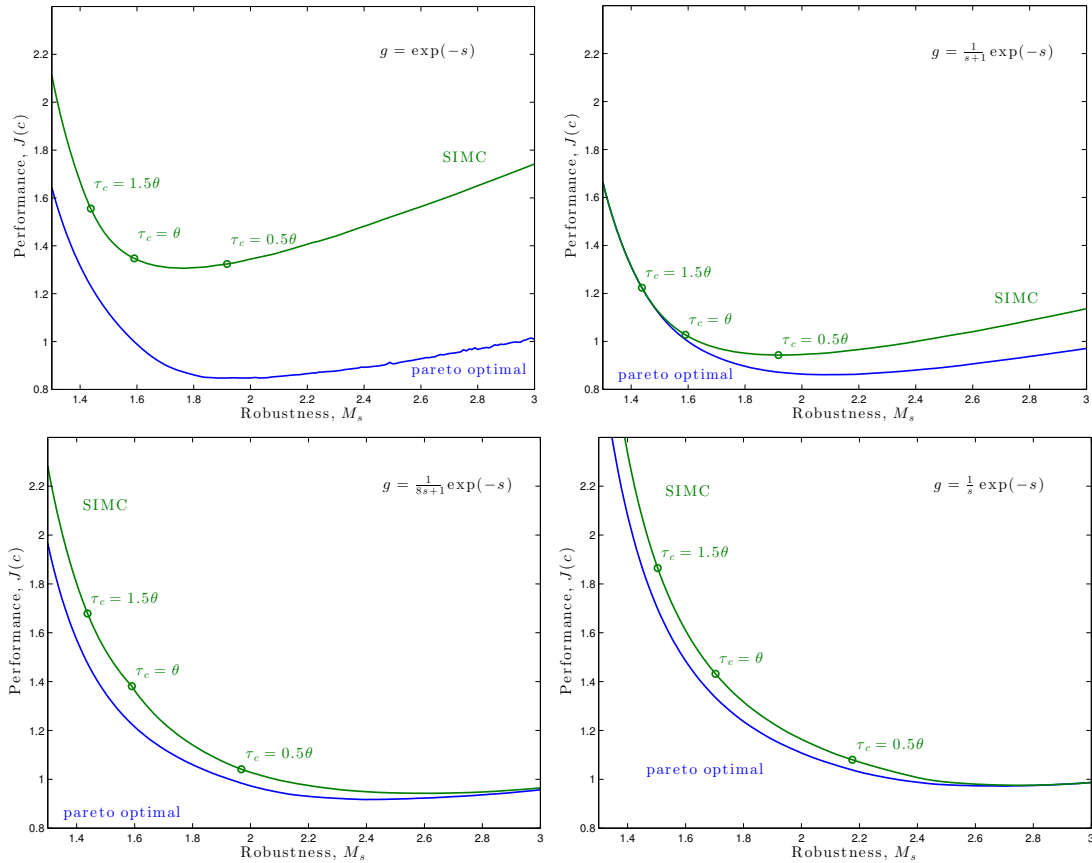 g = exp(−s)
2.2
2
1.8
1.6
1.4
1.2
1
0.8
Performance, J(c)
SIMC
τc = 1.5θ
τc = θ
τc = 0.5θ
pareto optimal
1.4 1.6 1.8 2 2.2 2.4 2.6 2.8 3
Robustness, Ms
g = 1/(s+1) exp(−s)
2.2
2
1.8
1.6
1.4
1.2
1
0.8
Performance, J(c)
τc = 1.5θ
SIMC
τc = θ
τc = 0.5θ
pareto optimal
1.4 1.6 1.8 2 2.2 2.4 2.6 2.8 3
Robustness, Ms
g = 1/(8s+1) exp(−s)
2.2
2
1.8
1.6
1.4
1.2
1
0.8
Performance, J(c)
SIMC
τc = 1.5θ
τc = θ
τc = 0.5θ
pareto optimal
1.4 1.6 1.8 2 2.2 2.4 2.6 2.8 3
Robustness, Ms
g = 1/s exp(−s)
2.2
2
1.8
1.6
1.4
1.2
1
0.8
Performance, J(c)
SIMC
τc = 1.5θ
τc = θ
τc = 0.5θ
pareto optimal
1.4 1.6 1.8 2 2.2 2.4 2.6 2.8 3
Robustness, Ms